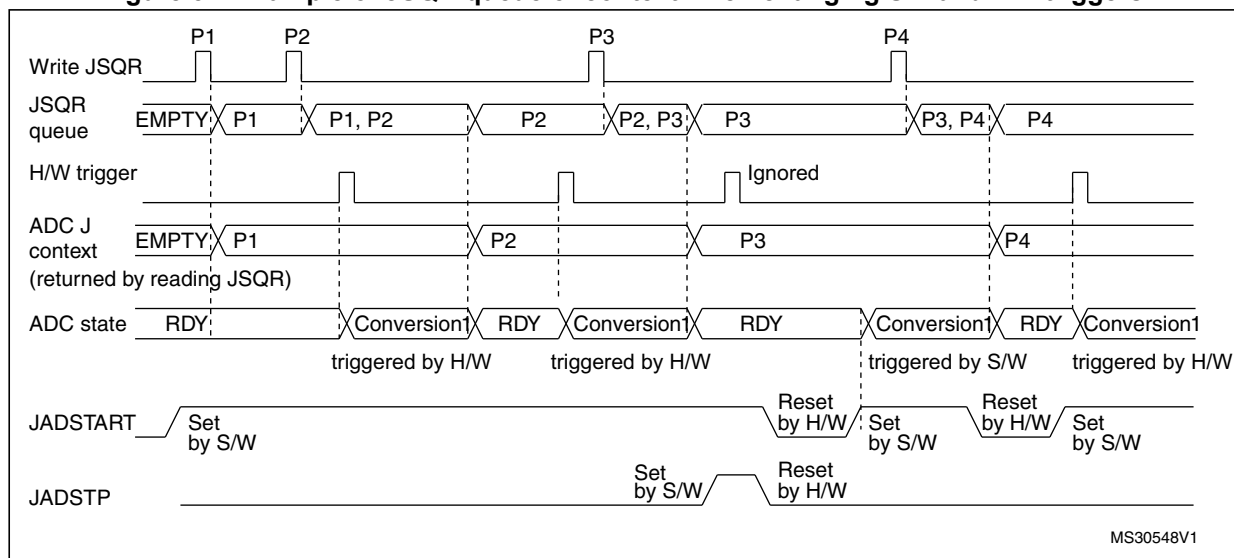 P1 P2 P3 P4
Write JSQR
JSQR
queue
EMPTY P1 P1, P2 P2 P2, P3 P3 P3, P4 P4
H/W trigger
Ignored
ADC J
context
EMPTY P1 P2 P3 P4
(returned by reading JSQR)
ADC state RDY Conversion1 RDY Conversion1 RDY Conversion1 RDY Conversion1
triggered by H/W triggered by H/W triggered by S/W triggered by H/W
JADSTART
Set
by S/W
Reset
by H/W
Set
by S/W
Reset
by H/W
Set
by S/W
JADSTP
Set
by S/W
Reset
by H/W
MS30548V1